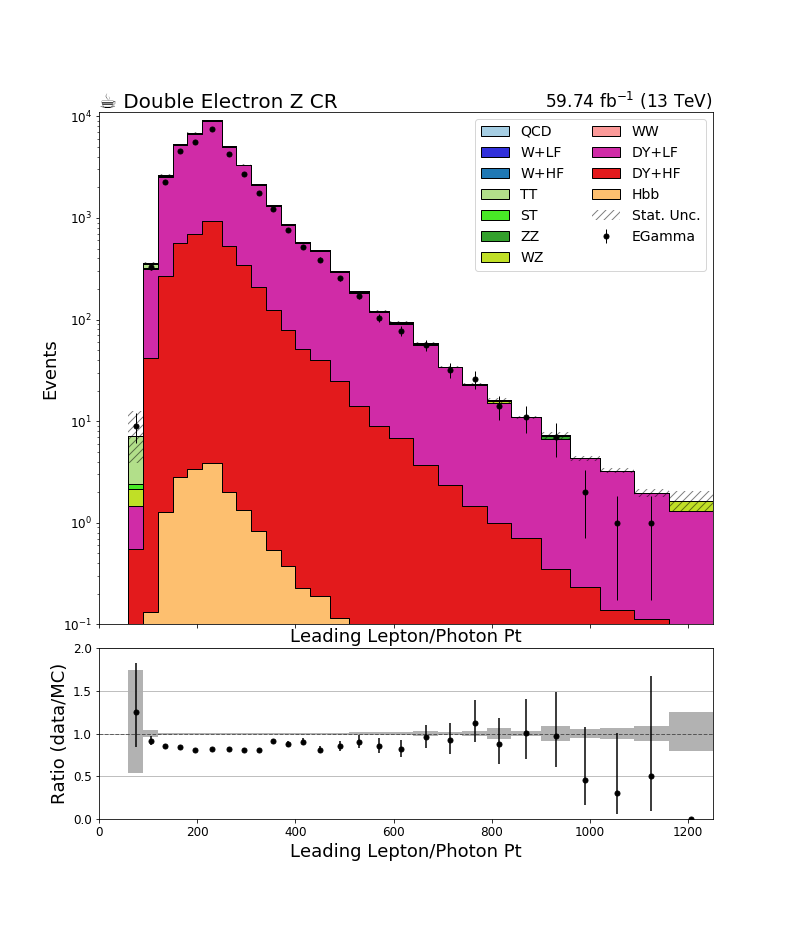 ☕ Double Electron Z CR
59.74 fb⁻¹ (13 TeV)
10⁴
10³
10²
10¹
10⁰
10⁻¹
Events
QCD
W+LF
W+HF
TT
ST
ZZ
WZ
WW
DY+LF
DY+HF
Hbb
Stat. Unc.
EGamma
Leading Lepton/Photon Pt
2.0
1.5
1.0
0.5
0.0
Ratio (data/MC)
0 200 400 600 800 1000 1200
Leading Lepton/Photon Pt